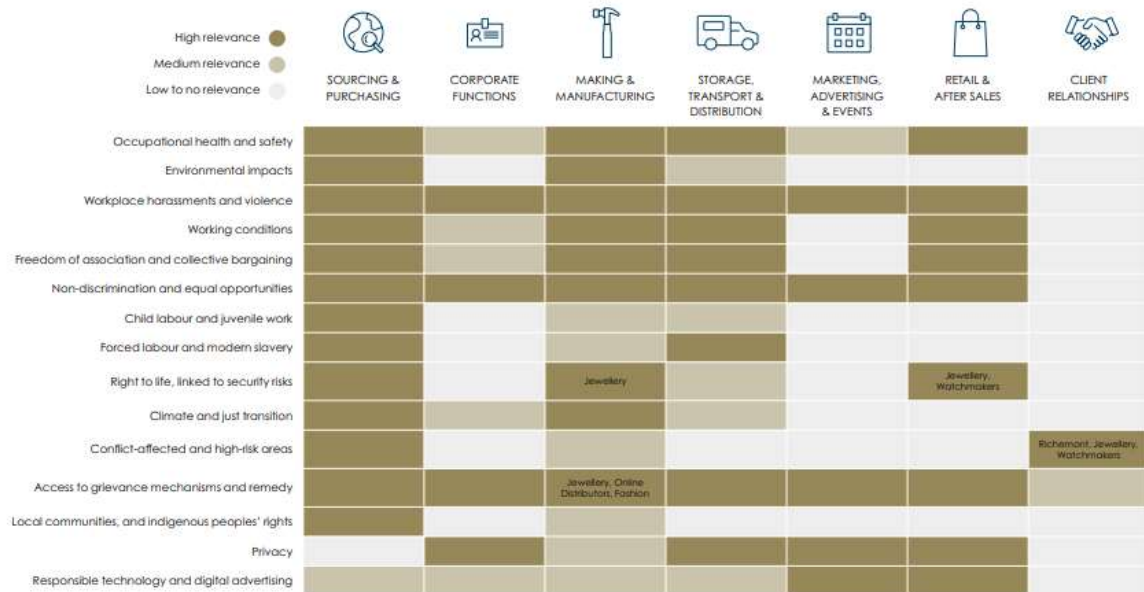 High relevance
Medium relevance
Low to no relevance
SOURCING &
PURCHASING
CORPORATE
FUNCTIONS
MAKING &
MANUFACTURING
STORAGE,
TRANSPORT &
DISTRIBUTION
MARKETING,
ADVERTISING
& EVENTS
RETAIL &
AFTER SALES
CLIENT
RELATIONSHIPS
Occupational health and safety
Environmental impacts
Workplace harassments and violence
Working conditions
Freedom of association and collective bargaining
Non-discrimination and equal opportunities
Child labour and juvenile work
Forced labour and modern slavery
Right to life, linked to security risks
Jewellery
Jewellery,
Watchmakers
Climate and just transition
Conflict-affected and high-risk areas
Richemont, Jewellery,
Watchmakers
Access to grievance mechanisms and remedy
Jewellery, Online
Distributors, Fashion
Local communities, and indigenous peoples' rights
Privacy
Responsible technology and digital advertising